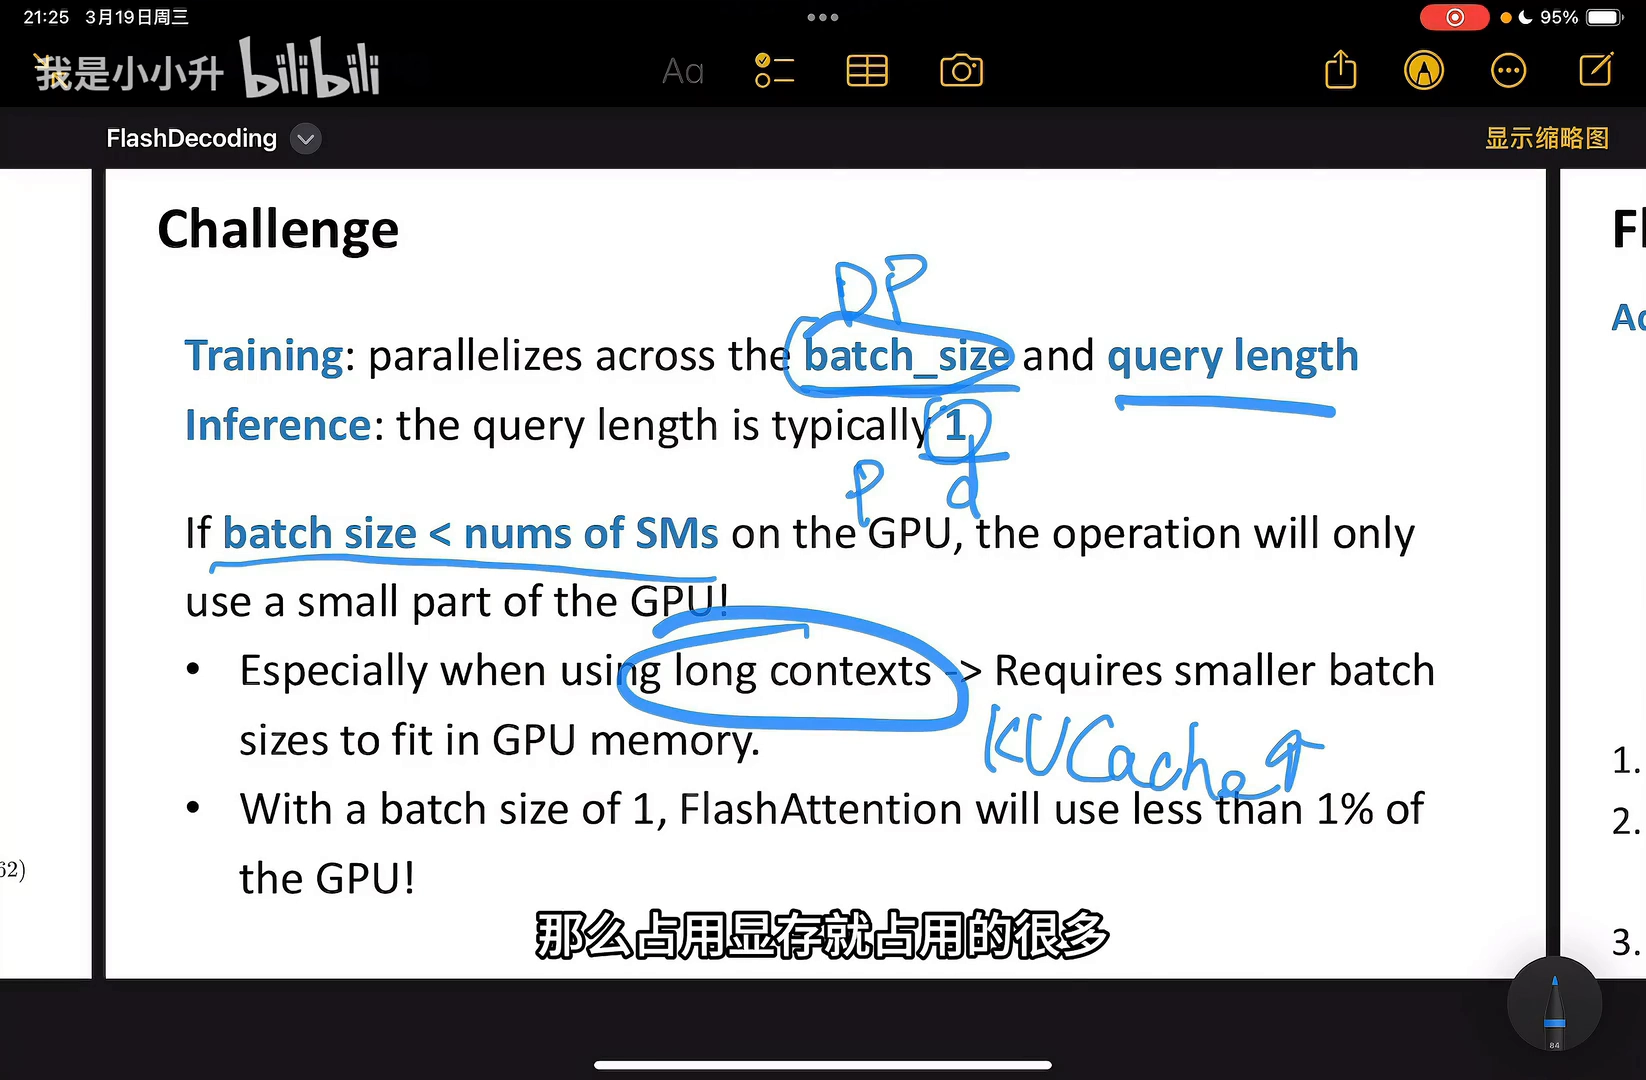 21:25 3月19日周三
95%
我是小小升 bilibili
Aa
FlashDecoding
显示缩略图
Challenge
DP
Training: parallelizes across the batch_size and query length
Inference: the query length is typically 1
P d
If batch size < nums of SMs on the GPU, the operation will only
use a small part of the GPU!
• Especially when using long contexts -> Requires smaller batch
sizes to fit in GPU memory.
KVCache↑
• With a batch size of 1, FlashAttention will use less than 1% of
the GPU!
62)
Fl
Ac
1.
2.
3.
那么占用显存就占用的很多
84